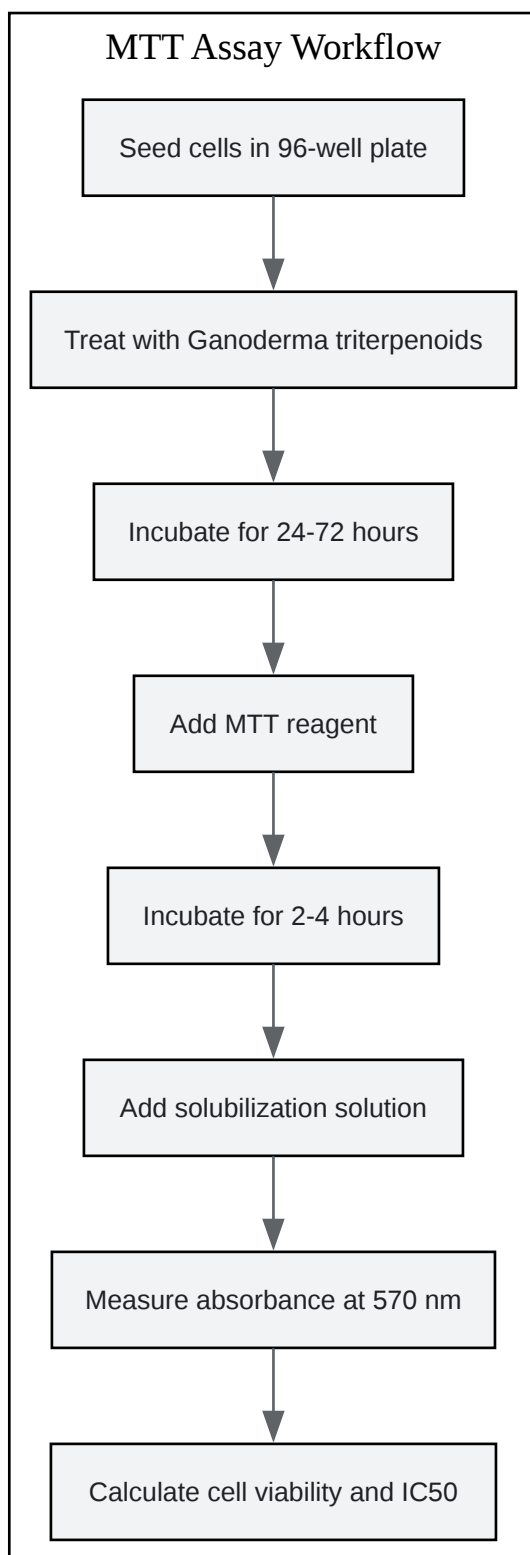 MTT Assay Workflow
Seed cells in 96-well plate
Treat with Ganoderma triterpenoids
Incubate for 24-72 hours
Add MTT reagent
Incubate for 2-4 hours
Add solubilization solution
Measure absorbance at 570 nm
Calculate cell viability and IC50